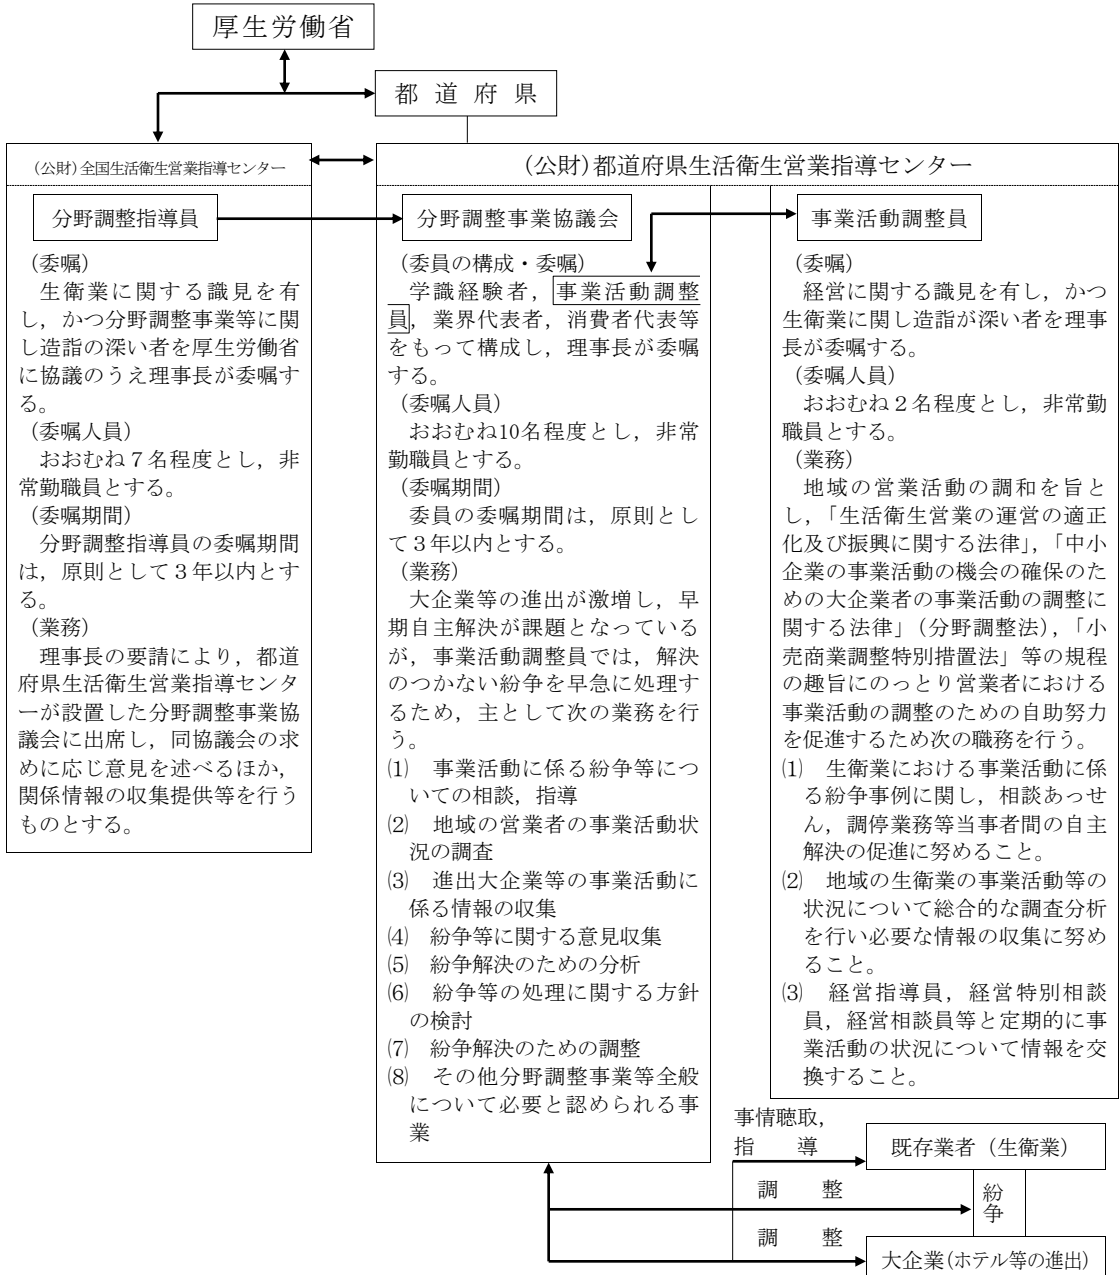 厚生労働省
都道府県
(公財)全国生活衛生営業指導センター
(公財)都道府県生活衛生営業指導センター
分野調整指導員
(委嘱)
生衛業に関する識見を有
し，かつ分野調整事業等に関
し造詣の深い者を厚生労働省
に協議のうえ理事長が委嘱す
る。
(委嘱人員)
おおむね７名程度とし，非
常勤職員とする。
(委嘱期間)
分野調整指導員の委嘱期間
は，原則として３年以内とす
る。
(業務)
理事長の要請により，都道
府県生活衛生営業指導センタ
ーが設置した分野調整事業協
議会に出席し，同協議会の求
めに応じ意見を述べるほか，
関係情報の収集提供等を行う
ものとする。
分野調整事業協議会
(委員の構成・委嘱)
学識経験者，事業活動調整
員，業界代表者，消費者代表等
をもって構成し，理事長が委嘱
する。
(委嘱人員)
おおむね10名程度とし，非常
勤職員とする。
(委嘱期間)
委員の委嘱期間は，原則とし
て３年以内とする。
(業務)
大企業等の進出が激増し，早
期自主解決が課題となっている
が，事業活動調整員では，解決
のつかない紛争を早急に処理す
るため，主として次の業務を行
う。
⑴　事業活動に係る紛争等につ
いての相談，指導
⑵　地域の営業者の事業活動状
況の調査
⑶　進出大企業等の事業活動に
係る情報の収集
⑷　紛争等に関する意見収集
⑸　紛争解決のための分析
⑹　紛争等の処理に関する方針
の検討
⑺　紛争解決のための調整
⑻　その他分野調整事業等全般
について必要と認められる事
業
事業活動調整員
(委嘱)
経営に関する識見を有し，かつ
生衛業に関し造詣が深い者を理事
長が委嘱する。
(委嘱人員)
おおむね２名程度とし，非常勤
職員とする。
(業務)
地域の営業活動の調和を旨と
し，「生活衛生営業の運営の適正
化及び振興に関する法律」，「中小
企業の事業活動の機会の確保のた
めの大企業者の事業活動の調整に
関する法律」（分野調整法），「小
売商業調整特別措置法」等の規程
の趣旨にのっとり営業者における
事業活動の調整のための自助努力
を促進するため次の職務を行う。
⑴　生衛業における事業活動に係
る紛争事例に関し，相談あっせ
ん，調停業務等当事者間の自主
解決の促進に努めること。
⑵　地域の生衛業の事業活動等の
状況について総合的な調査分析
を行い必要な情報の収集に努め
ること。
⑶　経営指導員，経営特別相談
員，経営相談員等と定期的に事
業活動の状況について情報を交
換すること。
事情聴取，
指　導
既存業者（生衛業）
調　整
紛争
調　整
大企業(ホテル等の進出)